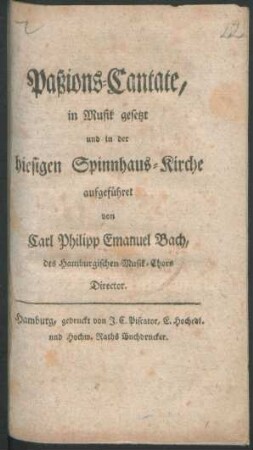 22
Paßions-Cantate,
in Musik gesetzt
und in der
hiesigen Spinnhaus-Kirche
aufgeführet
von
Carl Philipp Emanuel Bach,
des Hamburgischen Musik-Chors
Director.
Hamburg, gedruckt von J. C. Piscator, E. Hochedl.
und Hochw. Raths Buchdrucker.